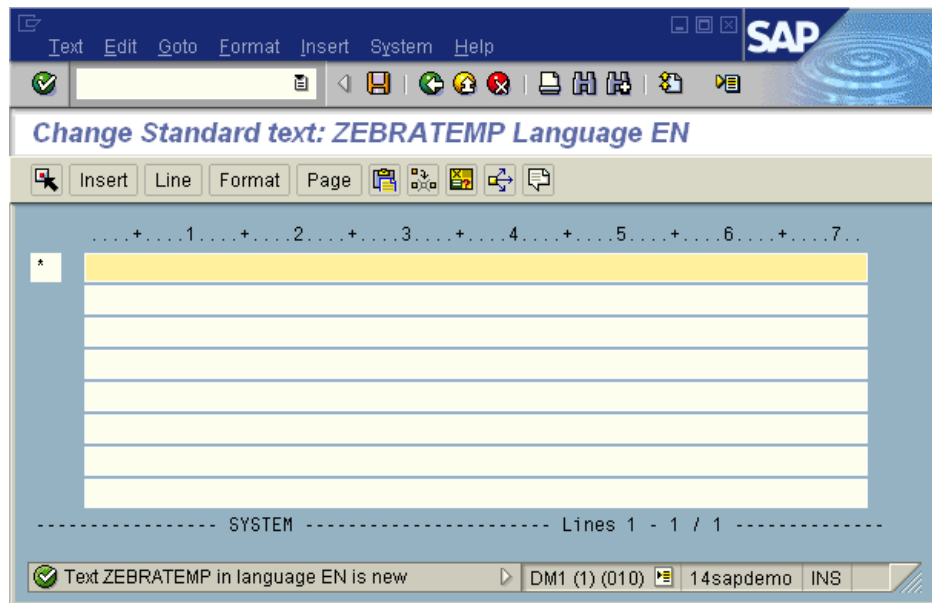 Text Edit Goto Format Insert System Help
SAP
Change Standard text: ZEBRATEMP Language EN
Insert Line Format Page
....+....1....+....2....+....3....+....4....+....5....+....6....+....7..
*
----------------- SYSTEM ----------------------- Lines 1 - 1 / 1 --------------
Text ZEBRATEMP in language EN is new DM1 (1) (010) 14sapdemo INS